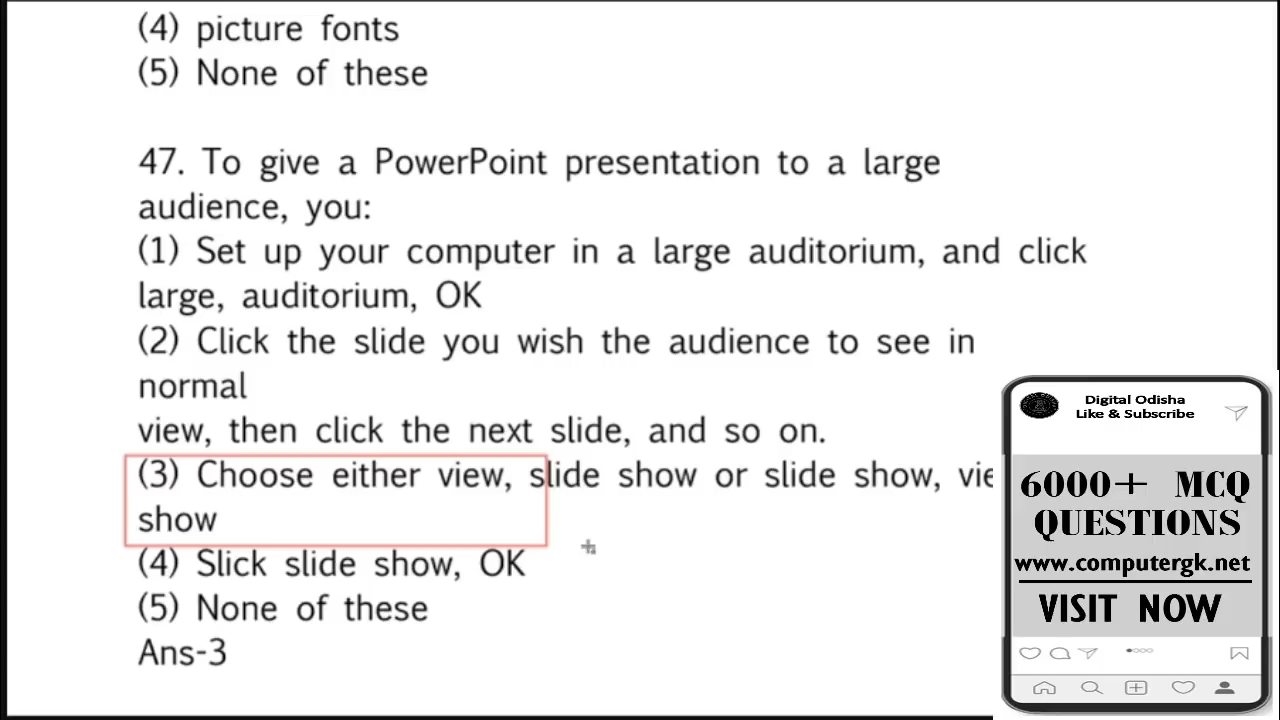 (4) picture fonts
(5) None of these
47. To give a PowerPoint presentation to a large
audience, you:
(1) Set up your computer in a large auditorium, and click
large, auditorium, OK
(2) Click the slide you wish the audience to see in
normal
view, then click the next slide, and so on.
(3) Choose either view, slide show or slide show,
show
(4) Slick slide show, OK
(5) None of these
Ans-3
Digital Odisha
Like & Subscribe
6000+ MCQ
QUESTIONS
www.computergk.net
VISIT NOW